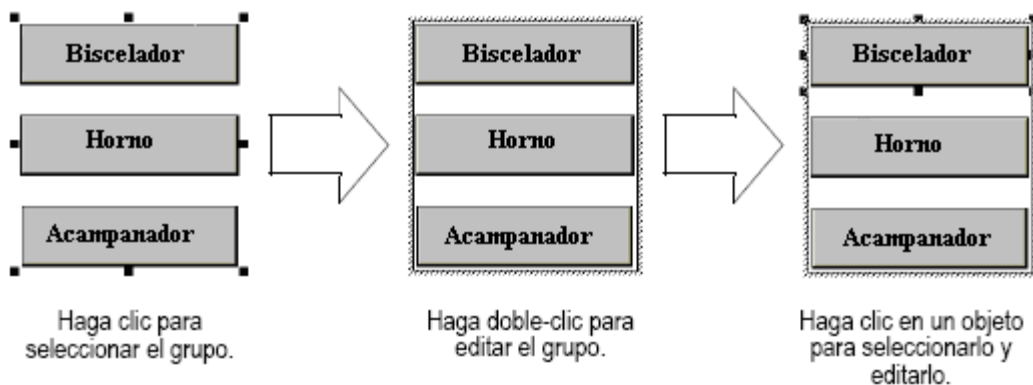 Biscelador
Horno
Acampanador
Haga clic para
seleccionar el grupo.
Biscelador
Horno
Acampanador
Haga doble-clic para
editar el grupo.
Biscelador
Horno
Acampanador
Haga clic en un objeto
para seleccionarlo y
editarlo.